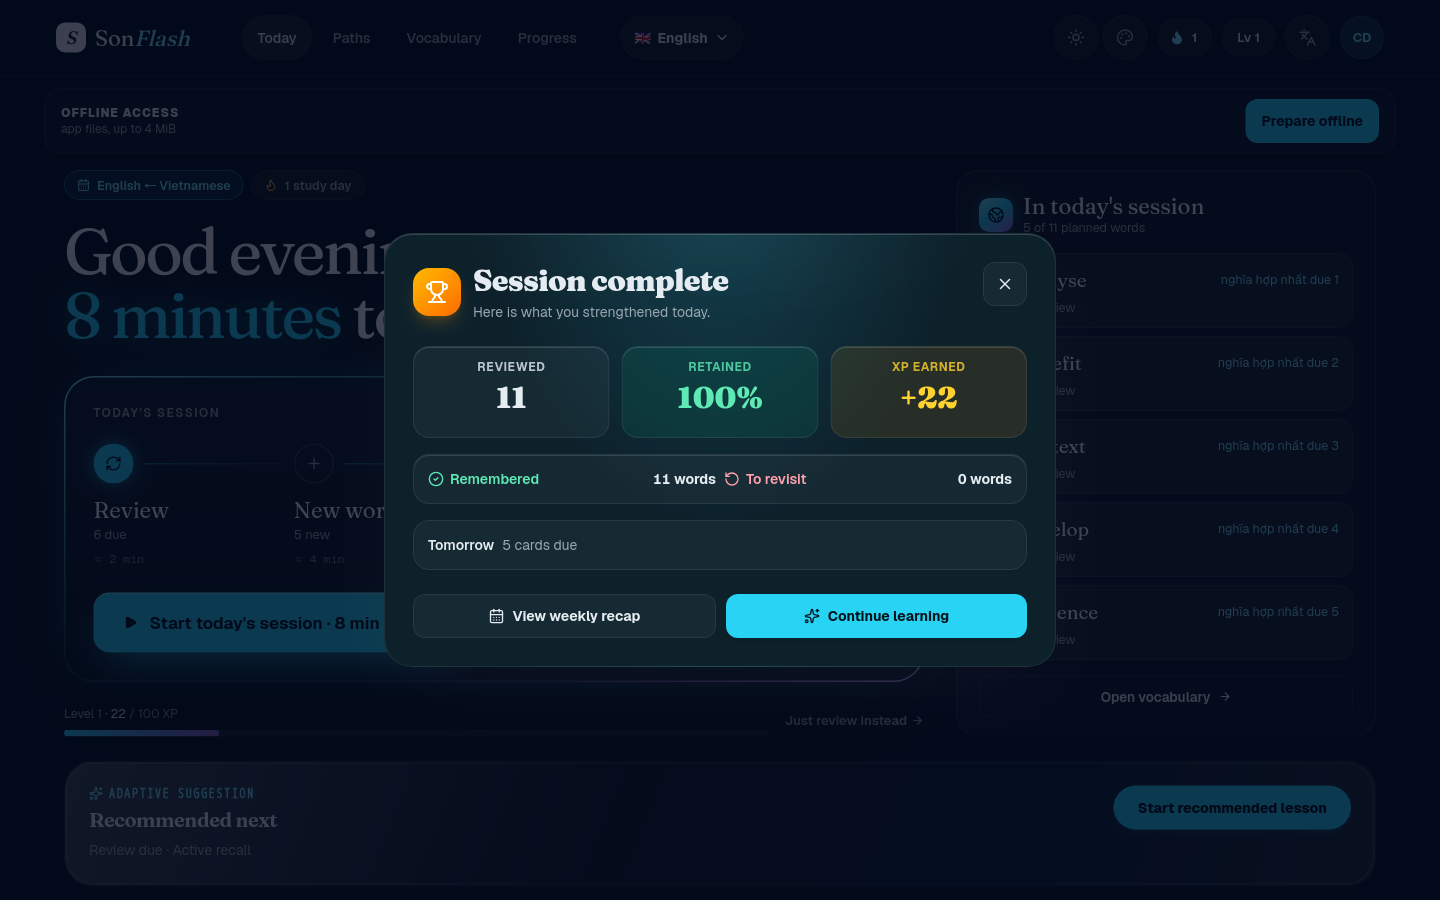 S SonFlash
Today
Paths
Vocabulary
Progress
English
1
Lv 1
CD
OFFLINE ACCESS
app files, up to 4 MiB
Prepare offline
English ← Vietnamese
1 study day
Good
8 minutes
TODAY'S SESSION
Review
6 due
≈ 2 min
New
5 new
≈ 4 min
Start today's session · 8 min
Level 1 · 22 / 100 XP
Just review instead →
In today's session
5 of 11 planned words
nghĩa hợp nhất due 1
nghĩa hợp nhất due 2
nghĩa hợp nhất due 3
nghĩa hợp nhất due 4
nghĩa hợp nhất due 5
Open vocabulary →
Session complete
Here is what you strengthened today.
REVIEWED
11
RETAINED
100%
XP EARNED
+22
Remembered
11 words
To revisit
0 words
Tomorrow 5 cards due
View weekly recap
Continue learning
ADAPTIVE SUGGESTION
Recommended next
Review due · Active recall
Start recommended lesson